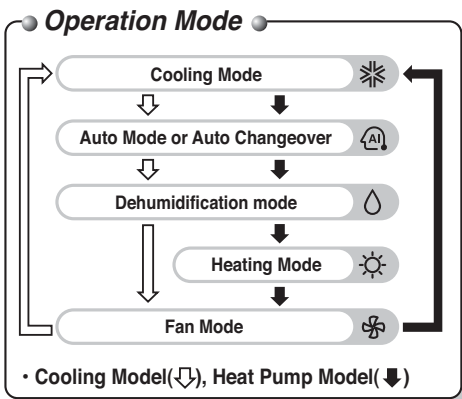 Operation Mode
Cooling Mode
Auto Mode or Auto Changeover
AI
Dehumidification mode
Heating Mode
Fan Mode
· Cooling Model(⇩), Heat Pump Model(⬇)